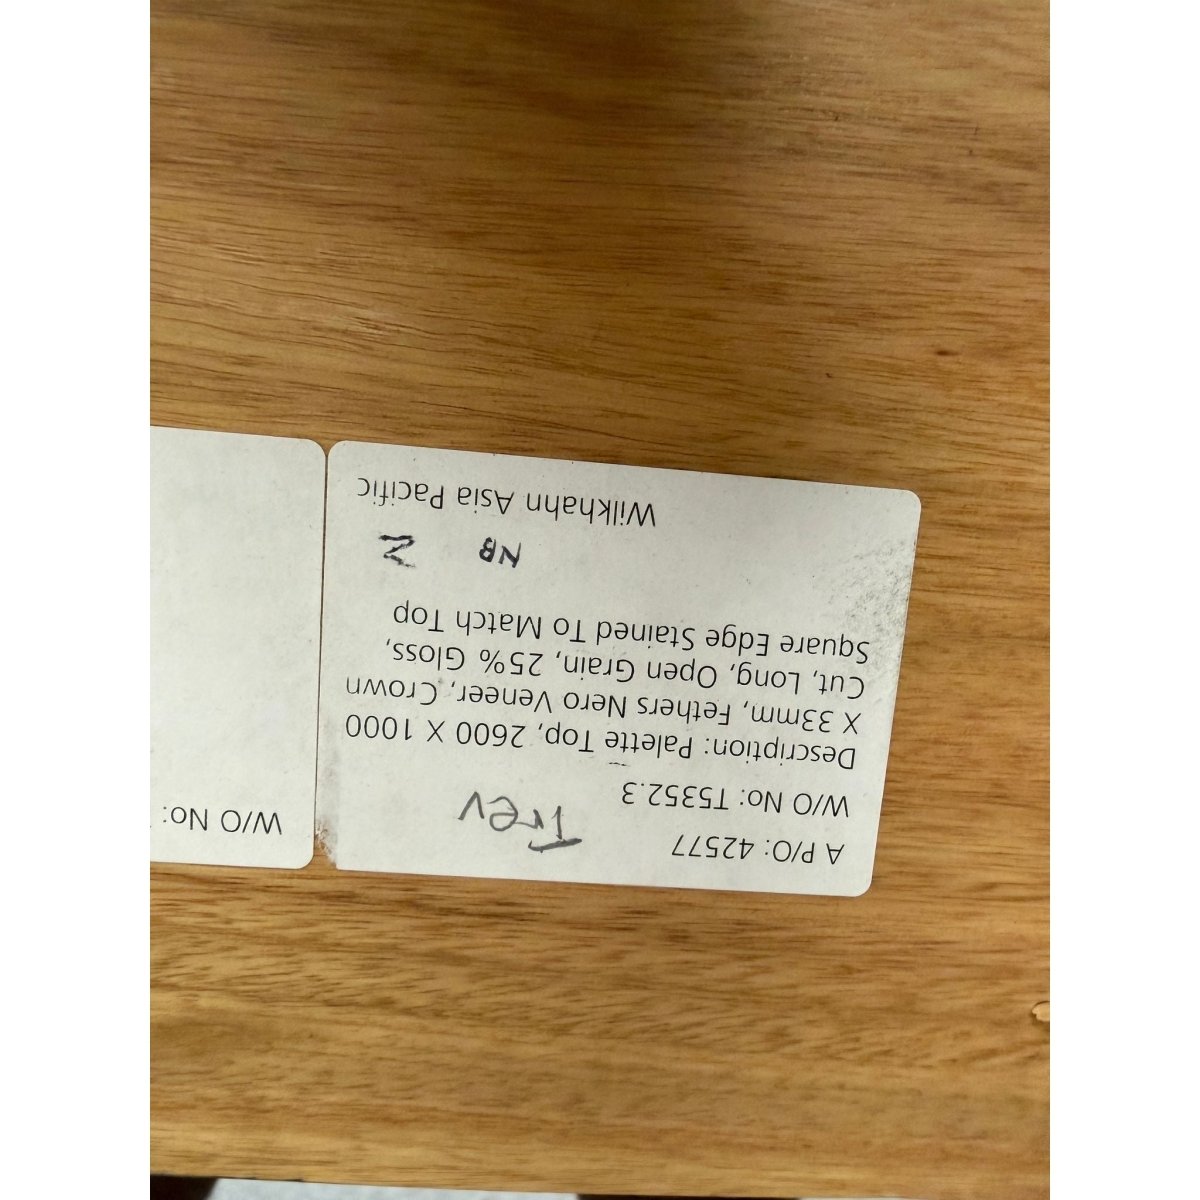 A P/O: 42577
Trev
W/O No: T5352.3
Description: Palette Top, 2600 X 1000
X 33mm, Fethers Nero Veneer, Crown
Cut, Long, Open Grain, 25% Gloss,
Square Edge Stained To Match Top
NB
Wilkhahn Asia Pacific
W/O No: